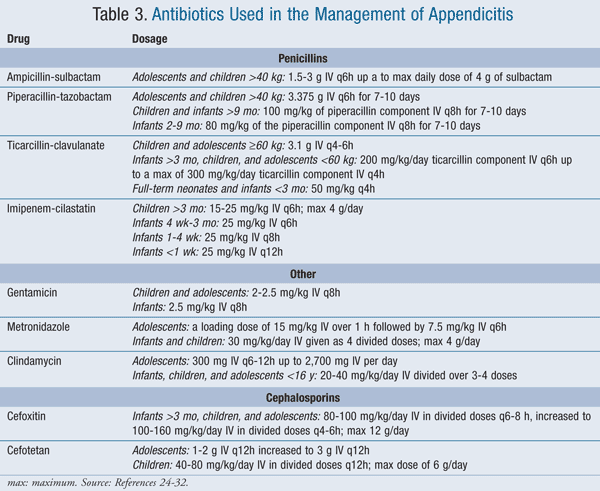 Table 3. Antibiotics Used in the Management of Appendicitis
Drug Dosage
Penicillins
Ampicillin-sulbactam Adolescents and children >40 kg: 1.5-3 g IV q6h up a to max daily dose of 4 g of sulbactam
Piperacillin-tazobactam Adolescents and children >40 kg: 3.375 g IV q6h for 7-10 days
Children and infants >9 mo: 100 mg/kg of piperacillin component IV q8h for 7-10 days
Infants 2-9 mo: 80 mg/kg of the piperacillin component IV q8h for 7-10 days
Ticarcillin-clavulanate Children and adolescents ≥60 kg: 3.1 g IV q4-6h
Infants >3 mo, children, and adolescents <60 kg: 200 mg/kg/day ticarcillin component IV q6h up
to a max of 300 mg/kg/day ticarcillin component IV q4h
Full-term neonates and infants <3 mo: 50 mg/kg q4h
Imipenem-cilastatin Children >3 mo: 15-25 mg/kg IV q6h; max 4 g/day
Infants 4 wk-3 mo: 25 mg/kg IV q6h
Infants 1-4 wk: 25 mg/kg IV q8h
Infants <1 wk: 25 mg/kg IV q12h
Other
Gentamicin Children and adolescents: 2-2.5 mg/kg IV q8h
Infants: 2.5 mg/kg IV q8h
Metronidazole Adolescents: a loading dose of 15 mg/kg IV over 1 h followed by 7.5 mg/kg IV q6h
Infants and children: 30 mg/kg/day IV given as 4 divided doses; max 4 g/day
Clindamycin Adolescents: 300 mg IV q6-12h up to 2,700 mg IV per day
Infants, children, and adolescents <16 y: 20-40 mg/kg/day IV divided over 3-4 doses
Cephalosporins
Cefoxitin Infants >3 mo, children, and adolescents: 80-100 mg/kg/day IV in divided doses q6-8 h, increased to
100-160 mg/kg/day IV in divided doses q4-6h; max 12 g/day
Cefotetan Adolescents: 1-2 g IV q12h increased to 3 g IV q12h
Children: 40-80 mg/kg/day IV in divided doses q12h; max dose of 6 g/day
max: maximum. Source: References 24-32.